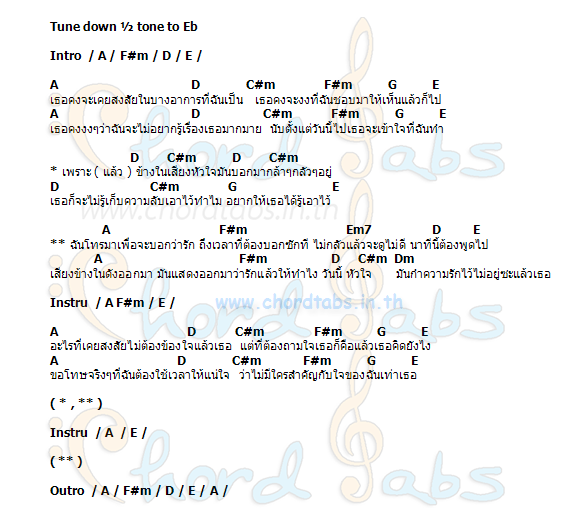 Tune down ½ tone to Eb
Intro / A / F#m / D / E /
A D C#m F#m G E
เธอคงจะเคยสงสัยในบางอาการที่ฉันเป็น เธอคงจะงงที่ฉันชอบมาให้เห็นแล้วก็ไป
A D C#m F#m G E
เธอคงงงๆว่าฉันจะไม่อยากรู้เรื่องเธอมากมาย นับตั้งแต่วันนี้ไปเธอจะเข้าใจที่ฉันทำ
D C#m D C#m
* เพราะ ( แล้ว ) ข้างในเสียงหัวใจมันบอกมากล้าๆกลัวๆอยู่
D C#m G E
เธอก็จะไม่รู้เก็บความลับเอาไว้ทำไม อยากให้เธอได้รู้เอาไว้
www.chordtabs.in.th
A F#m Em7 D E
** ฉันโทรมาเพื่อจะบอกว่ารัก ถึงเวลาที่ต้องบอกซักที ไม่กลัวแล้วจะดูไม่ดี นาทีนี้ต้องพูดไป
A F#m D C#m Dm
เสียงข้างในดังออกมา มันแสดงออกมาว่ารักแล้วให้ทำไง วันนี้ หัวใจ มันก๋าความรักไว้ไม่อยู่ซะแล้วเธอ
Instru / A F#m / E /
www.chordtabs.in.th
A D C#m F#m G E
อะไรที่เคยสงสัยไม่ต้องข้องใจแล้วเธอ แต่ที่ต้องถามใจเธอก็คือแล้วเธอคิดยังไง
A D C#m F#m G E
ขอโทษจริงๆที่ฉันต้องใช้เวลาให้แน่ใจ ว่าไม่มีใครสำคัญกับใจของฉันเท่าเธอ
( * , ** )
Instru / A / E /
( ** )
Outro / A / F#m / D / E / A /